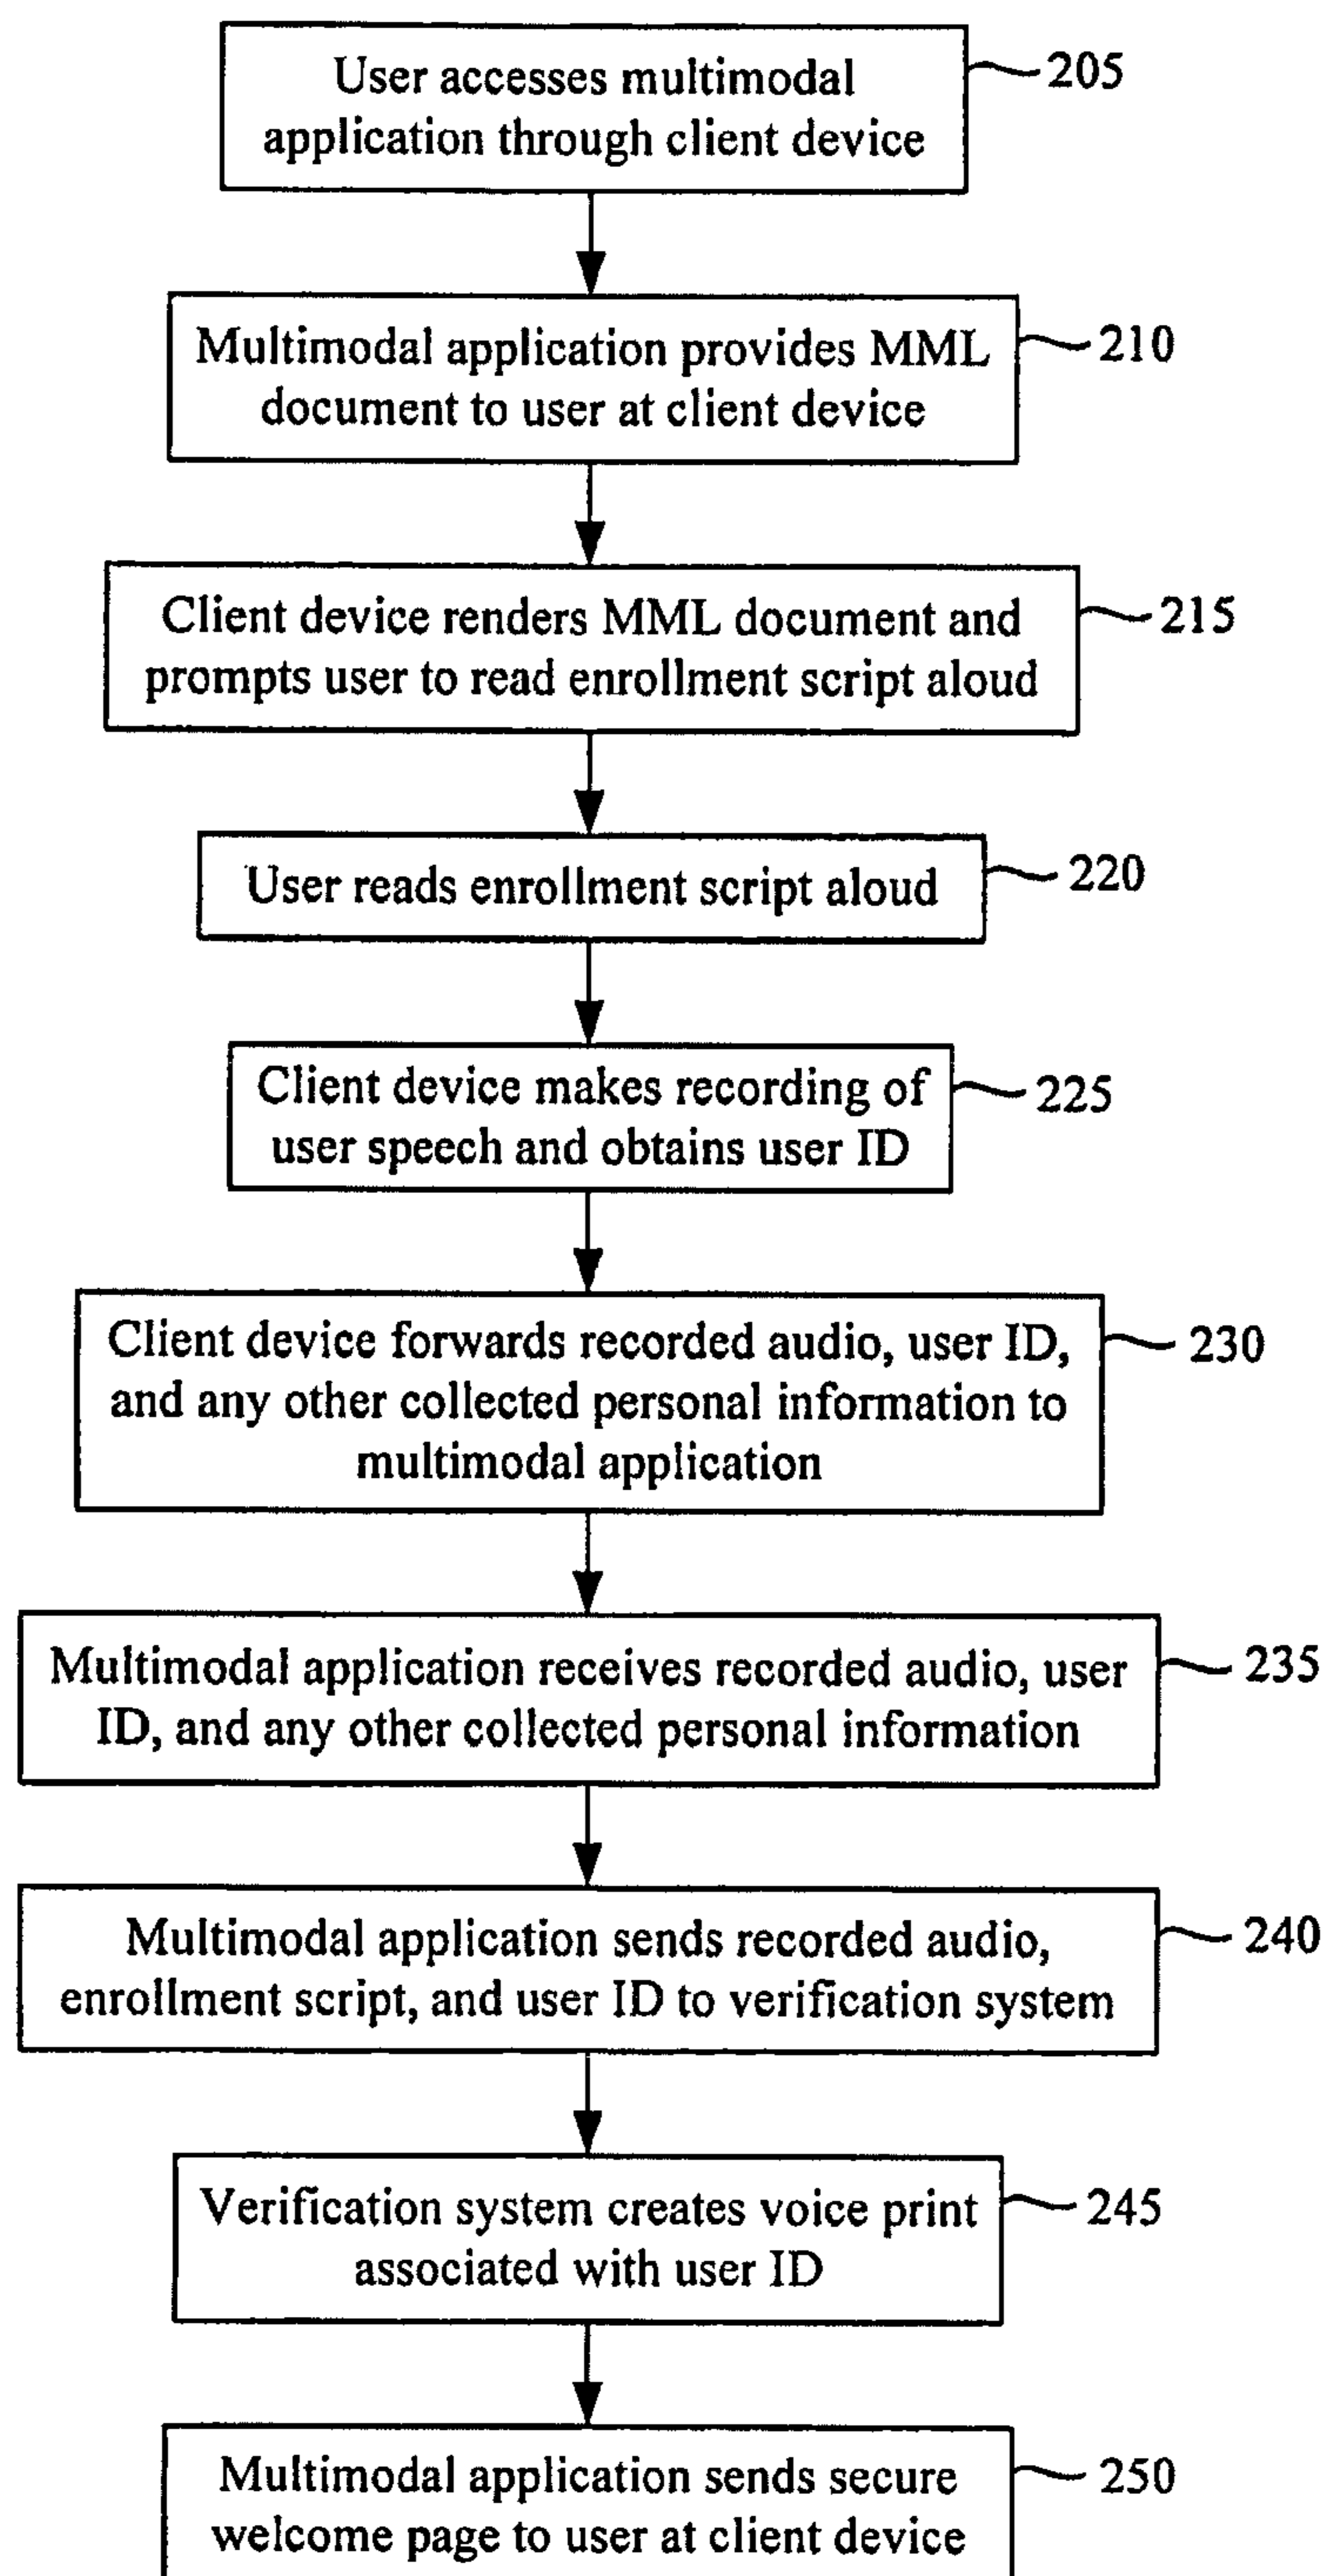 User accesses multimodal
application through client device
205
Multimodal application provides MML
document to user at client device
210
Client device renders MML document and
prompts user to read enrollment script aloud
215
User reads enrollment script aloud
220
Client device makes recording of
user speech and obtains user ID
225
Client device forwards recorded audio, user ID,
and any other collected personal information to
multimodal application
230
Multimodal application receives recorded audio, user
ID, and any other collected personal information
235
Multimodal application sends recorded audio,
enrollment script, and user ID to verification system
240
Verification system creates voice print
associated with user ID
245
Multimodal application sends secure
welcome page to user at client device
250